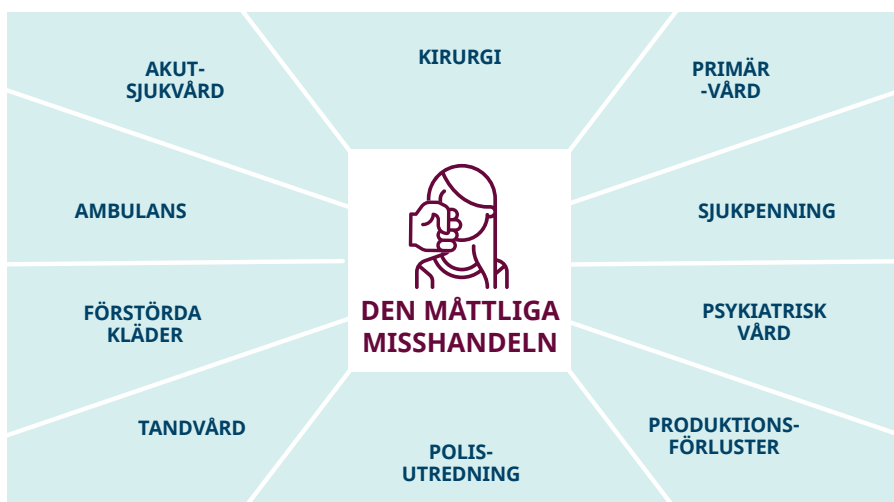 KIRURGI
AKUT-
SJUKVÅRD
PRIMÄR
-VÅRD
AMBULANS
SJUKPENNING
DEN MÅTTLIGA
MISSHANDELN
FÖRSTÖRDA
KLÄDER
PSYKIATRISK
VÅRD
TANDVÅRD
PRODUKTIONS-
FÖRLUSTER
POLIS-
UTREDNING